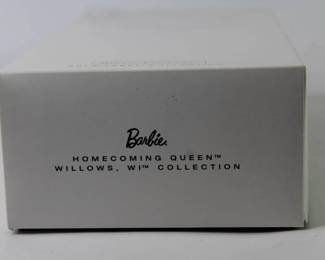 Barbie.
HOMECOMING QUEEN™
WILLOWS, WI™ COLLECTION